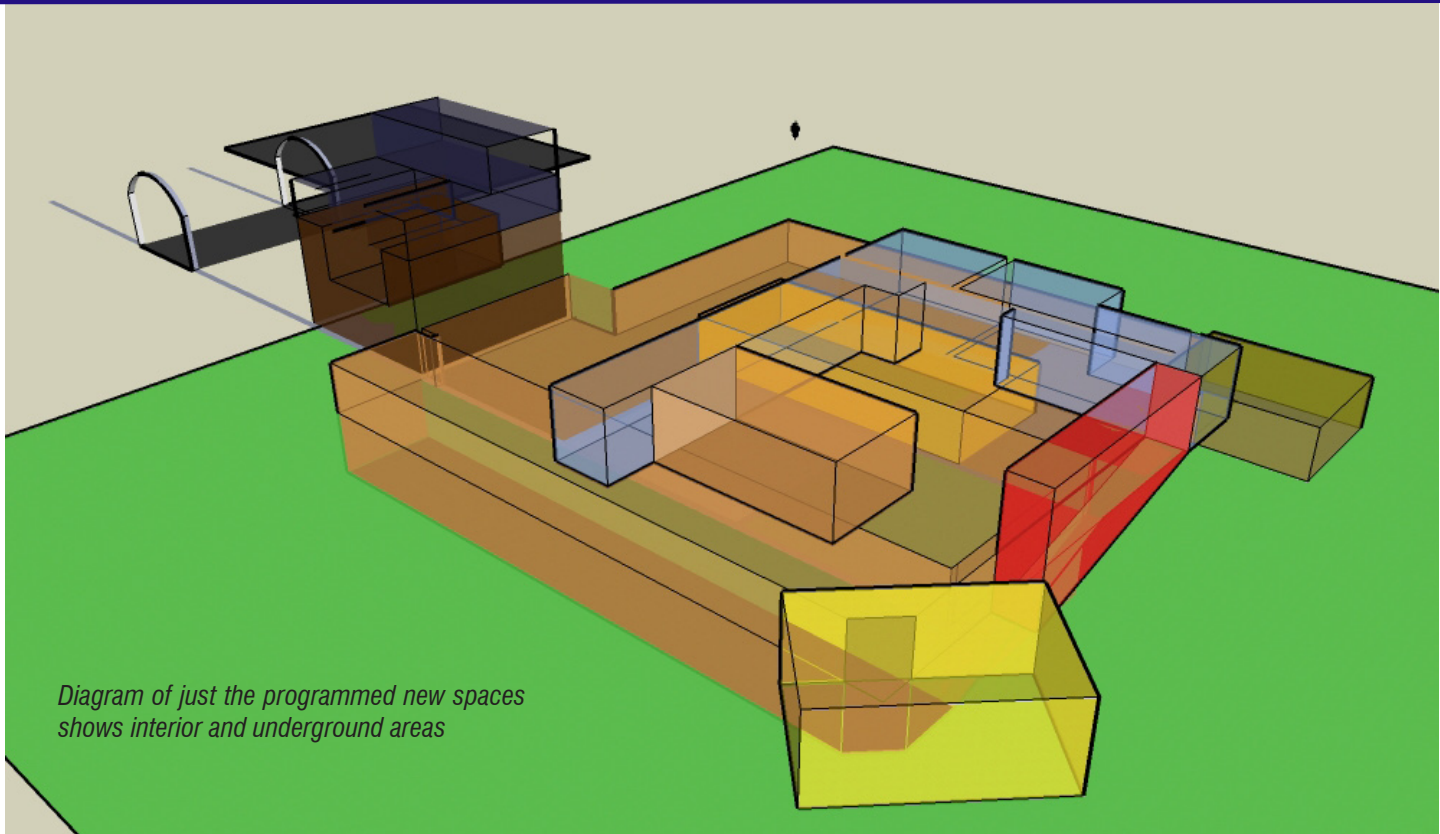 Diagram of just the programmed new spaces
shows interior and underground areas